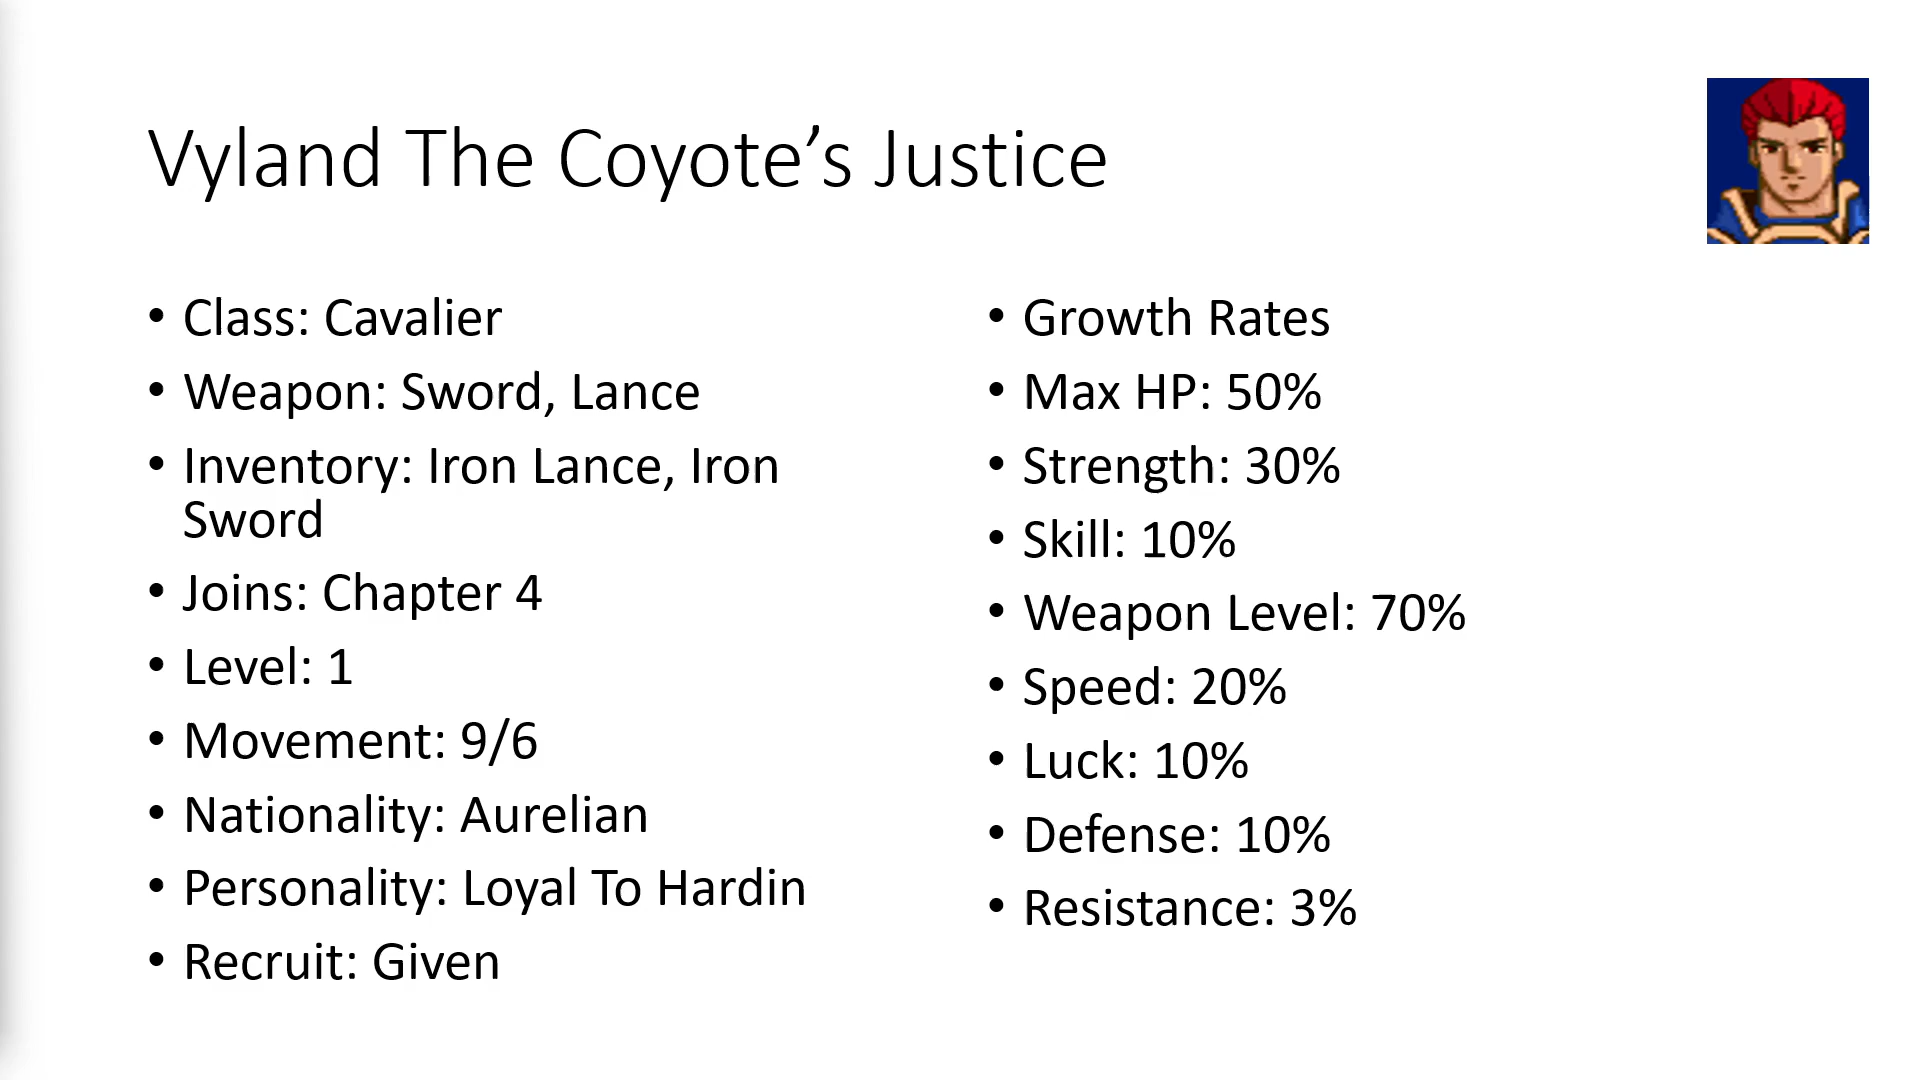 Vyland The Coyote’s Justice
• Class: Cavalier
• Weapon: Sword, Lance
• Inventory: Iron Lance, Iron
Sword
• Joins: Chapter 4
• Level: 1
• Movement: 9/6
• Nationality: Aurelian
• Personality: Loyal To Hardin
• Recruit: Given
• Growth Rates
• Max HP: 50%
• Strength: 30%
• Skill: 10%
• Weapon Level: 70%
• Speed: 20%
• Luck: 10%
• Defense: 10%
• Resistance: 3%